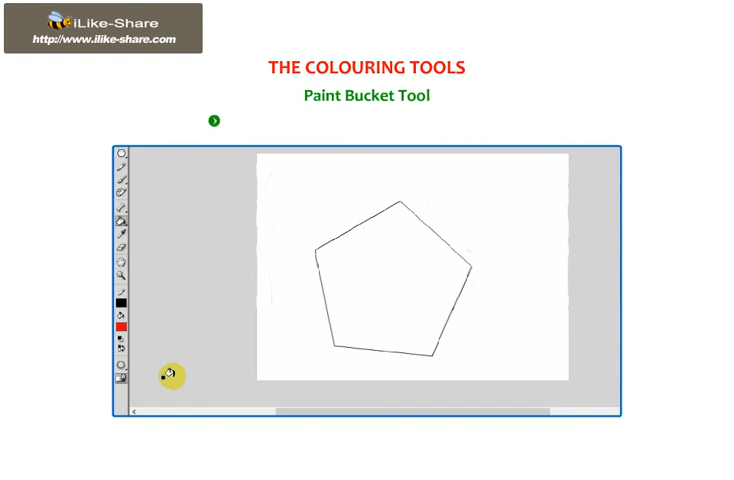 iLike-Share
http://www.ilike-share.com
THE COLOURING TOOLS
Paint Bucket Tool